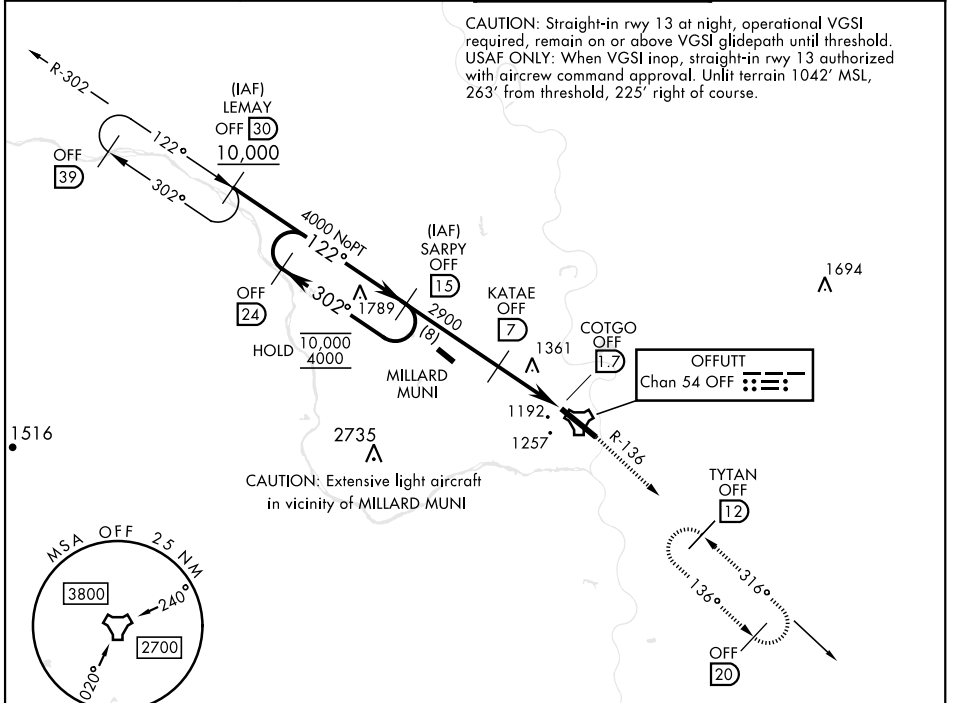 CAUTION: Straight-in rwy 13 at night, operational VGSI
required, remain on or above VGSI glidepath until threshold.
USAF ONLY: When VGSI inop, straight-in rwy 13 authorized
with aircrew command approval. Unlit terrain 1042' MSL,
263' from threshold, 225' right of course.
R-302
(IAF)
LEMAY
OFF 30
10,000
OFF
39
122°
302°
4000 NoPT
122°
302°
(IAF)
SARPY
OFF
15
1694
OFF
24
1789
2900
(8)
KATAE
OFF
7
HOLD
10,000
4000
MILLARD
MUNI
1361
COTGO
OFF
1.7
OFFUTT
Chan 54 OFF
1192
1257
1516
2735
R-136
CAUTION: Extensive light aircraft
in vicinity of MILLARD MUNI
TYTAN
OFF
12
316°
136°
OFF
20
MSA OFF 25 NM
3800
240°
2700
020°